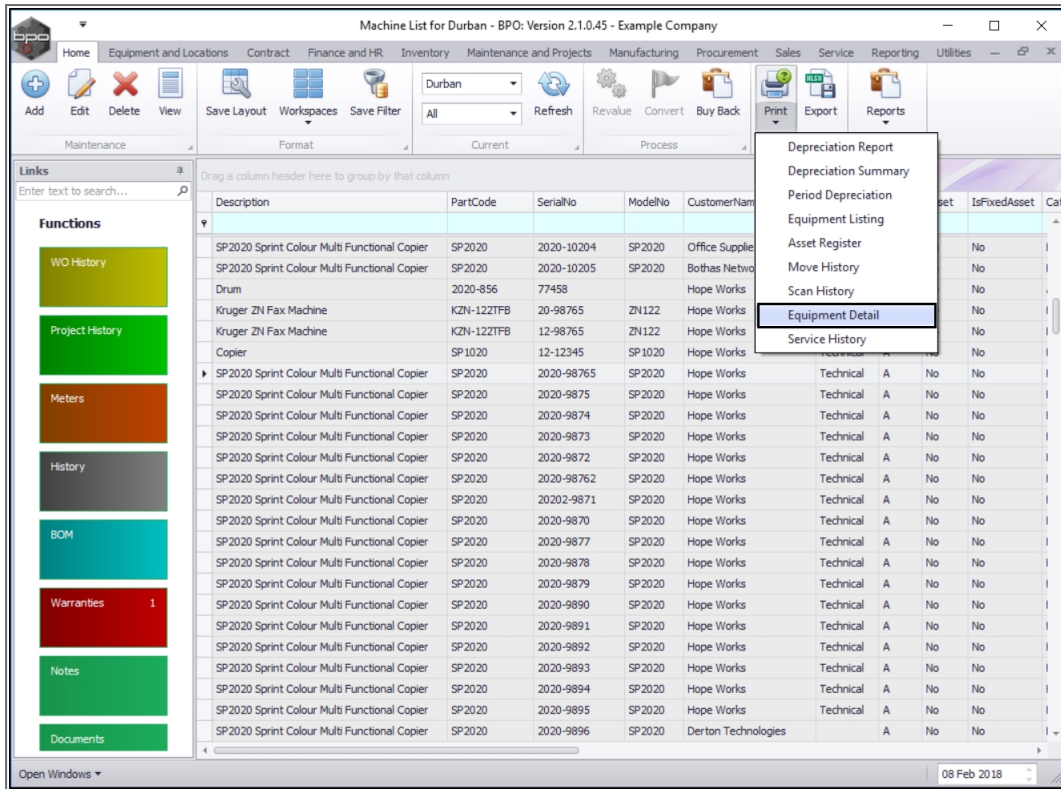 bpo
Machine List for Durban - BPO: Version 2.1.0.45 - Example Company
Home Equipment and Locations Contract Finance and HR Inventory Maintenance and Projects Manufacturing Procurement Sales Service Reporting Utilities
Durban
All
XLSX
Add Edit Delete View Save Layout Workspaces Save Filter Refresh Revalue Convert Buy Back Print Export Reports
Maintenance Format Current Process
Depreciation Report
Depreciation Summary
Period Depreciation
Equipment Listing
Asset Register
Move History
Scan History
Equipment Detail
Service History
Links
Enter text to search...
Functions
WO History
Project History
Meters
History
BOM
Warranties 1
Notes
Documents
Drag a column header here to group by that column
Description PartCode SerialNo ModelNo CustomerNam set IsFixedAsset Cat
SP2020 Sprint Colour Multi Functional Copier SP2020 2020-10204 SP2020 Office Supplie No
SP2020 Sprint Colour Multi Functional Copier SP2020 2020-10205 SP2020 Bothas Netwo No
Drum 2020-856 77458 Hope Works No
Kruger ZN Fax Machine KZN-122TFB 20-98765 ZN122 Hope Works No
Kruger ZN Fax Machine KZN-122TFB 12-98765 ZN122 Hope Works No
Copier SP1020 12-12345 SP1020 Hope Works Technical A No No
SP2020 Sprint Colour Multi Functional Copier SP2020 2020-98765 SP2020 Hope Works Technical A No No
SP2020 Sprint Colour Multi Functional Copier SP2020 2020-9875 SP2020 Hope Works Technical A No No
SP2020 Sprint Colour Multi Functional Copier SP2020 2020-9874 SP2020 Hope Works Technical A No No
SP2020 Sprint Colour Multi Functional Copier SP2020 2020-9873 SP2020 Hope Works Technical A No No
SP2020 Sprint Colour Multi Functional Copier SP2020 2020-9872 SP2020 Hope Works Technical A No No
SP2020 Sprint Colour Multi Functional Copier SP2020 2020-98762 SP2020 Hope Works Technical A No No
SP2020 Sprint Colour Multi Functional Copier SP2020 20202-9871 SP2020 Hope Works Technical A No No
SP2020 Sprint Colour Multi Functional Copier SP2020 2020-9870 SP2020 Hope Works Technical A No No
SP2020 Sprint Colour Multi Functional Copier SP2020 2020-9877 SP2020 Hope Works Technical A No No
SP2020 Sprint Colour Multi Functional Copier SP2020 2020-9878 SP2020 Hope Works Technical A No No
SP2020 Sprint Colour Multi Functional Copier SP2020 2020-9879 SP2020 Hope Works Technical A No No
SP2020 Sprint Colour Multi Functional Copier SP2020 2020-9890 SP2020 Hope Works Technical A No No
SP2020 Sprint Colour Multi Functional Copier SP2020 2020-9891 SP2020 Hope Works Technical A No No
SP2020 Sprint Colour Multi Functional Copier SP2020 2020-9892 SP2020 Hope Works Technical A No No
SP2020 Sprint Colour Multi Functional Copier SP2020 2020-9893 SP2020 Hope Works Technical A No No
SP2020 Sprint Colour Multi Functional Copier SP2020 2020-9894 SP2020 Hope Works Technical A No No
SP2020 Sprint Colour Multi Functional Copier SP2020 2020-9895 SP2020 Hope Works Technical A No No
SP2020 Sprint Colour Multi Functional Copier SP2020 2020-9896 SP2020 Derton Technologies A No No
Open Windows 08 Feb 2018